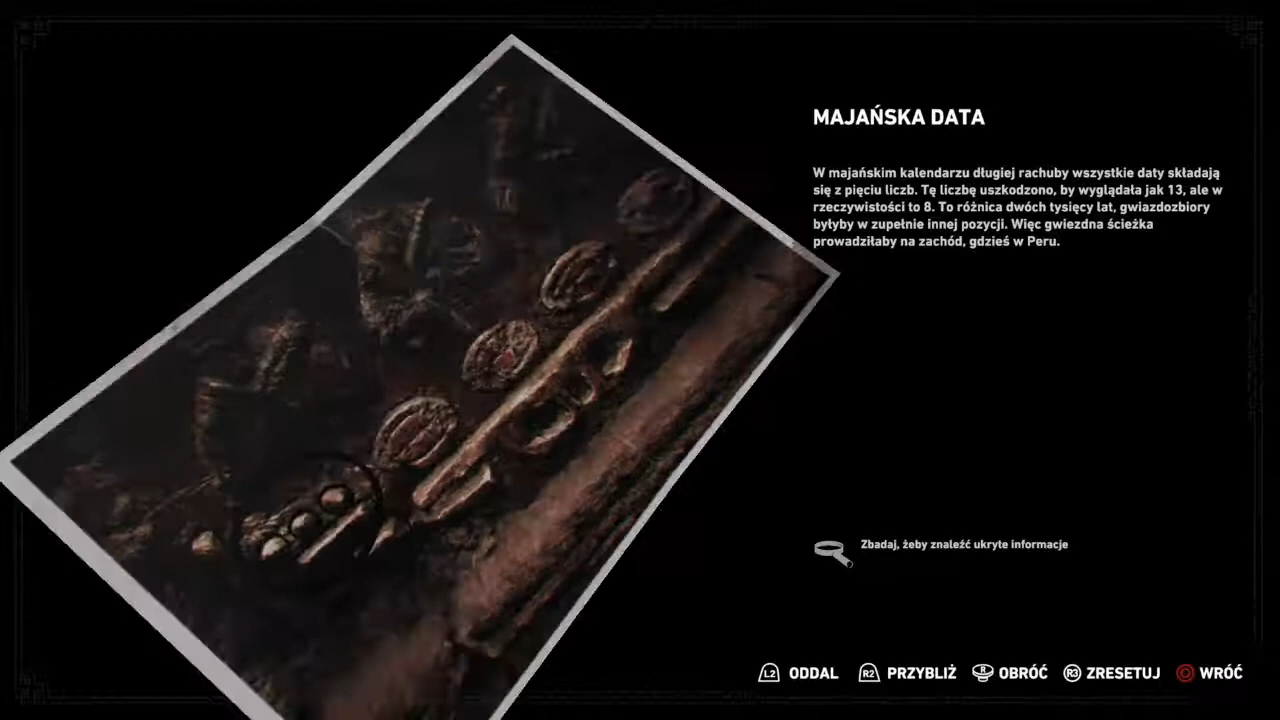 MAJAŃSKA DATA
W majańskim kalendarzu długiej rachuby wszystkie daty składają
się z pięciu liczb. Tę liczbę uszkodzono, by wyglądała jak 13, ale w
rzeczywistości to 8. To różnica dwóch tysięcy lat, gwiazdozbiory
byłyby w zupełnie innej pozycji. Więc gwiezdna ścieżka
prowadziłaby na zachód, gdzieś w Peru.
Zbadaj, żeby znaleźć ukryte informacje
L2 ODDAL R2 PRZYBLIŻ R OBRÓĆ R3 ZRESETUJ WRÓĆ